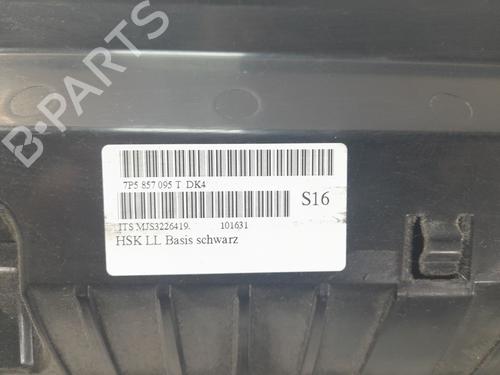 B-PARTS
7P5 857 095 T DK4
S16
ITS MJS3226419. 101631
HSK LL Basis schwarz